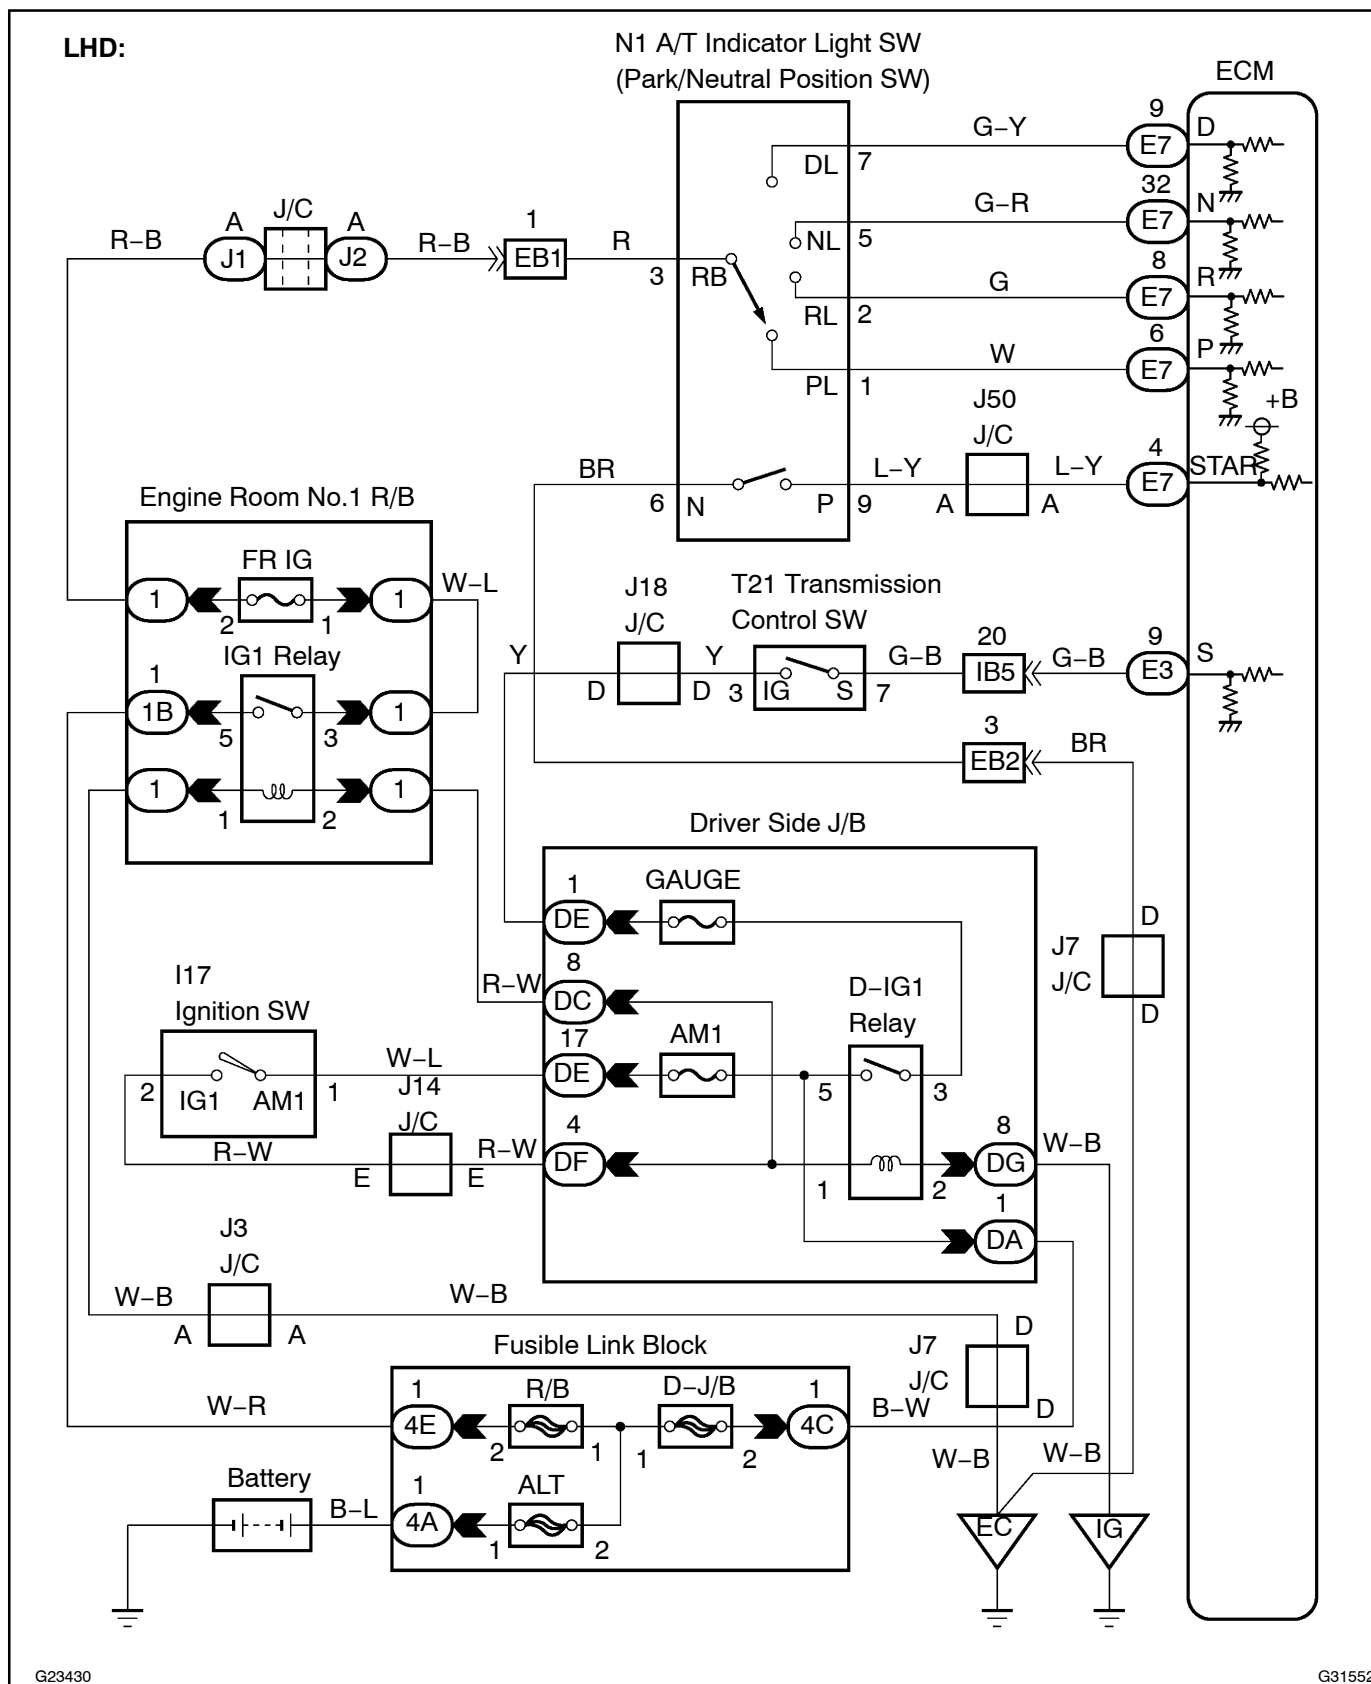 LHD:
N1 A/T Indicator Light SW
(Park/Neutral Position SW)
ECM
9
G−Y
E7
D
DL
7
32
G−R
E7
N
NL
5
A
J/C
A
1
R−B
J1
J2
R−B
EB1
R
3
RB
8
G
E7
R
RL
2
6
W
E7
P
PL
1
J50
J/C
+B
4
BR
L−Y
L−Y
E7
STAR
6
N
P
9
A
A
Engine Room No.1 R/B
FR IG
1
1
W−L
2
1
IG1 Relay
1
1B
1
5
3
1
1
1
2
J18
J/C
T21 Transmission
Control SW
20
9
Y
Y
G−B
IB5
G−B
E3
S
D
D
3
IG
S
7
3
EB2
BR
Driver Side J/B
1
GAUGE
DE
D
J7
J/C
D
8
R−W
DC
D−IG1
Relay
I17
Ignition SW
17
AM1
W−L
DE
2
IG1
AM1
1
5
3
J14
J/C
4
8
R−W
R−W
DF
DG
W−B
E
E
1
2
1
DA
J3
J/C
W−B
W−B
A
A
D
J7
J/C
D
Fusible Link Block
1
R/B
D−J/B
1
W−R
4E
4C
B−W
2
1
1
2
W−B
W−B
Battery
1
ALT
B−L
4A
1
2
EC
IG
G23430
G31552